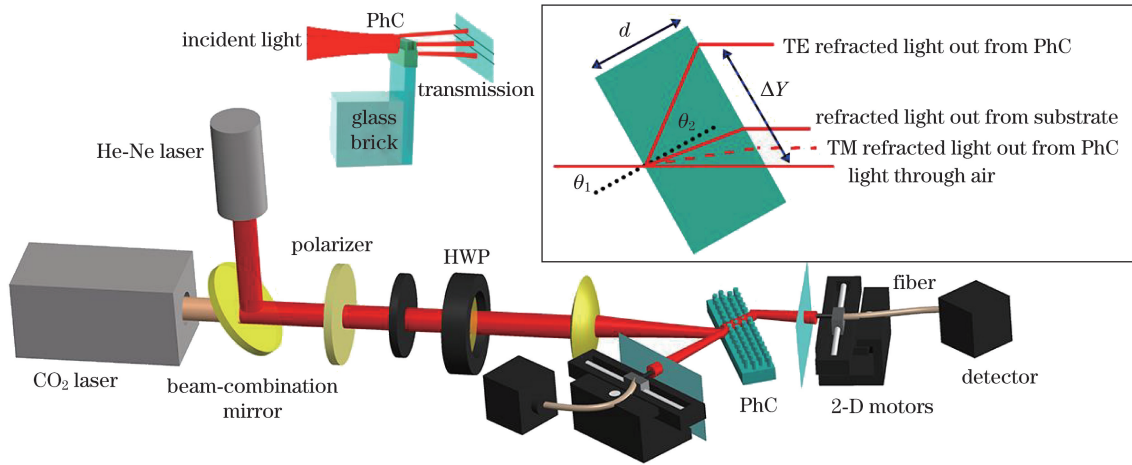 PhC
incident light
transmission
glass
brick
d
TE refracted light out from PhC
ΔY
θ2
refracted light out from substrate
TM refracted light out from PhC
θ1
light through air
He-Ne laser
polarizer
HWP
fiber
CO2 laser
beam-combination
mirror
PhC
2-D motors
detector